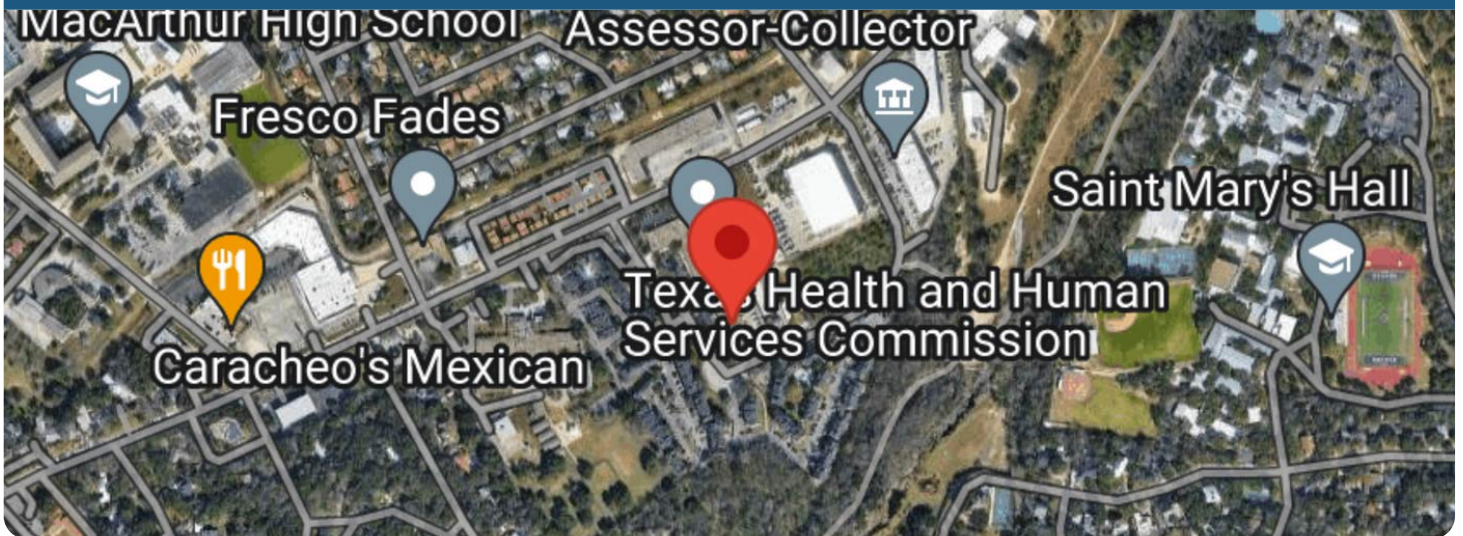 MacArthur High School
Assessor-Collector
Fresco Fades
Saint Mary's Hall
Texas Health and Human
Services Commission
Caracheo's Mexican